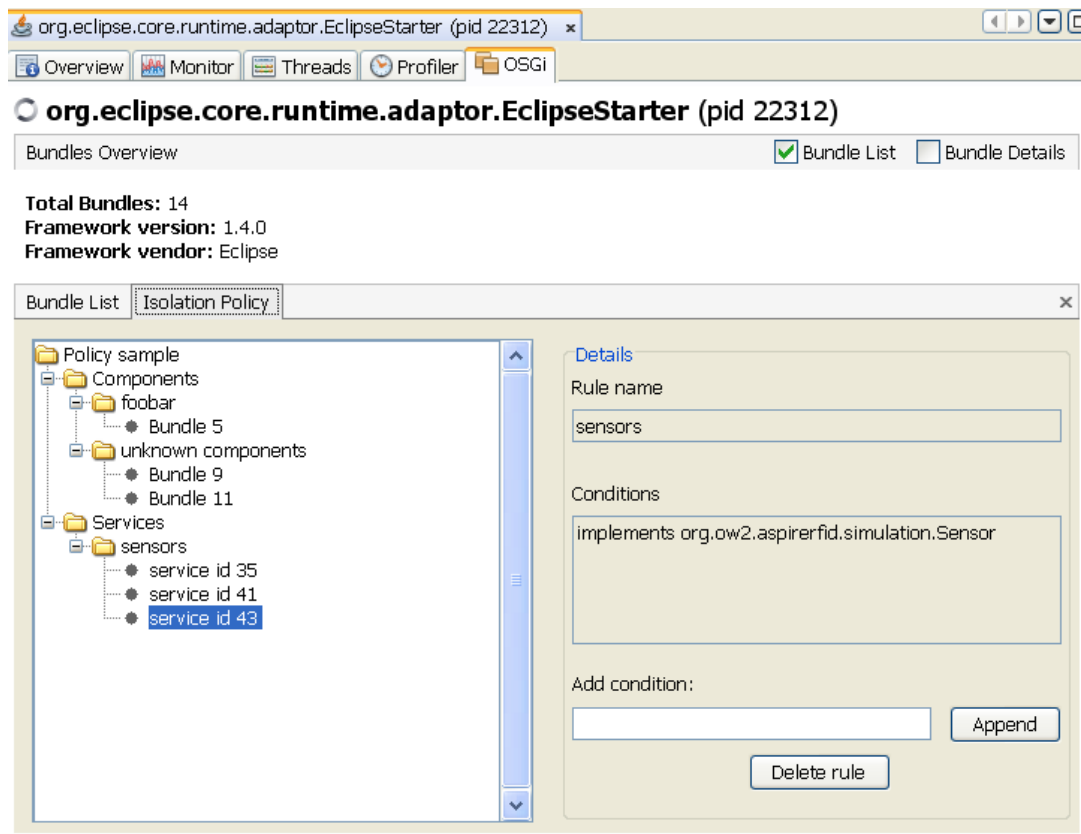 org.eclipse.core.runtime.adaptor.EclipseStarter (pid 22312)
Overview Monitor Threads Profiler OSGi
org.eclipse.core.runtime.adaptor.EclipseStarter (pid 22312)
Bundles Overview Bundle List Bundle Details
Total Bundles: 14
Framework version: 1.4.0
Framework vendor: Eclipse
Bundle List Isolation Policy
Policy sample
Components
foobar
Bundle 5
unknown components
Bundle 9
Bundle 11
Services
sensors
service id 35
service id 41
service id 43
Details
Rule name
sensors
Conditions
implements org.ow2.aspirerfid.simulation.Sensor
Add condition:
Append
Delete rule